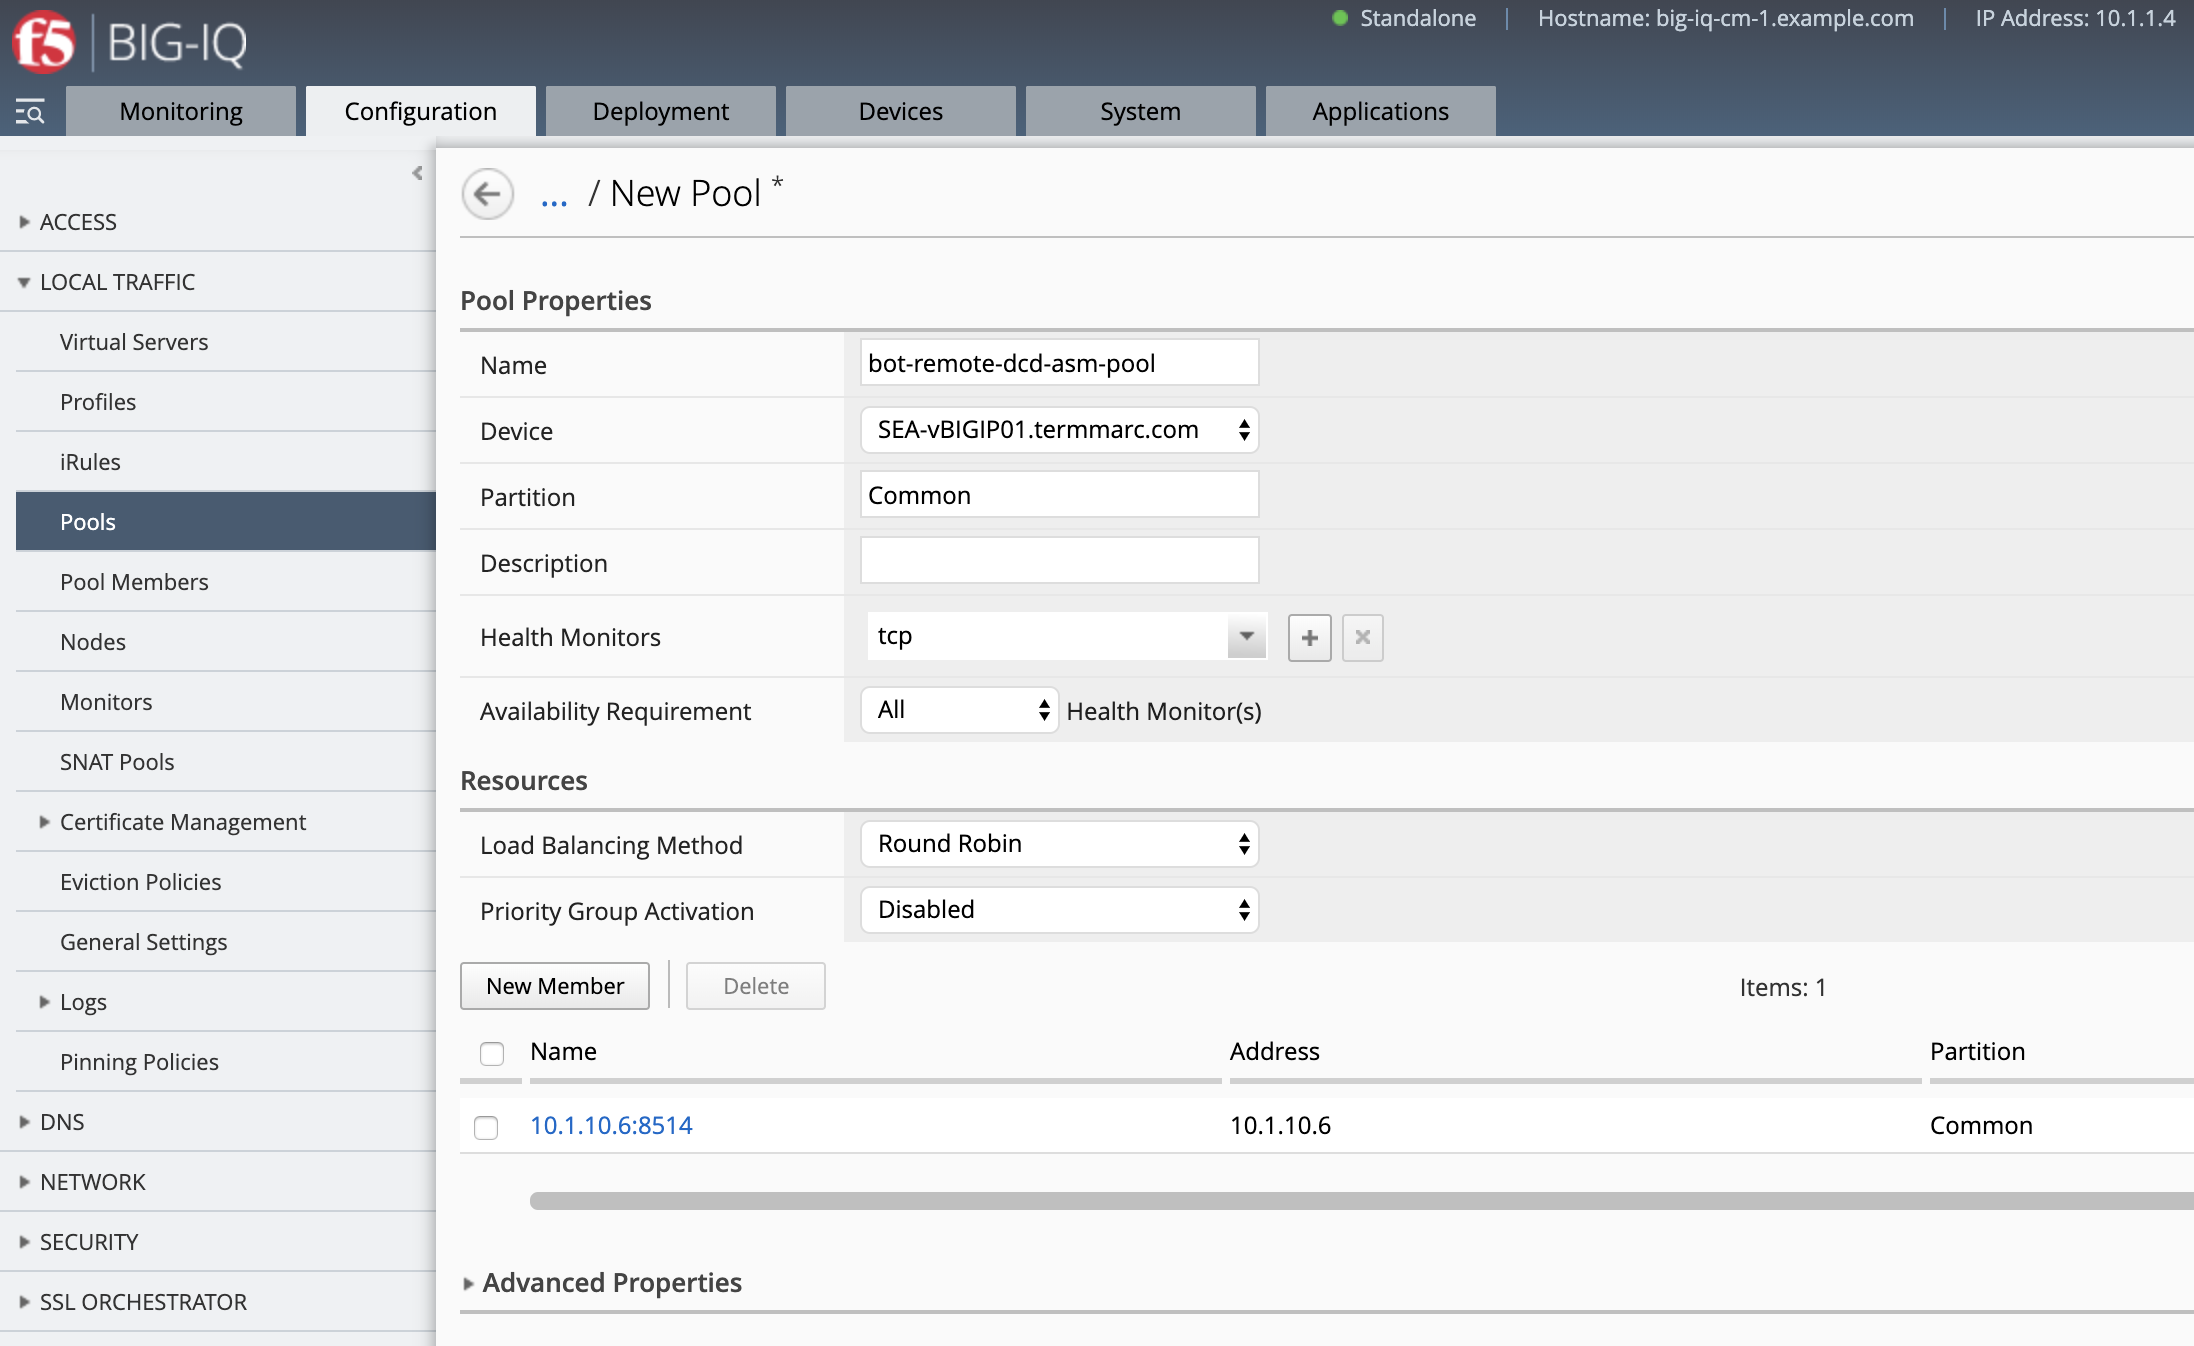 f5 BIG-IQ
Standalone | Hostname: big-iq-cm-1.example.com | IP Address: 10.1.1.4
Monitoring Configuration Deployment Devices System Applications
ACCESS
LOCAL TRAFFIC
Virtual Servers
Profiles
iRules
Pools
Pool Members
Nodes
Monitors
SNAT Pools
Certificate Management
Eviction Policies
General Settings
Logs
Pinning Policies
DNS
NETWORK
SECURITY
SSL ORCHESTRATOR
... / New Pool *
Pool Properties
Name bot-remote-dcd-asm-pool
Device SEA-vBIGIP01.termmarc.com
Partition Common
Description
Health Monitors tcp
Availability Requirement All Health Monitor(s)
Resources
Load Balancing Method Round Robin
Priority Group Activation Disabled
New Member Delete Items: 1
Name Address Partition
10.1.10.6:8514 10.1.10.6 Common
Advanced Properties